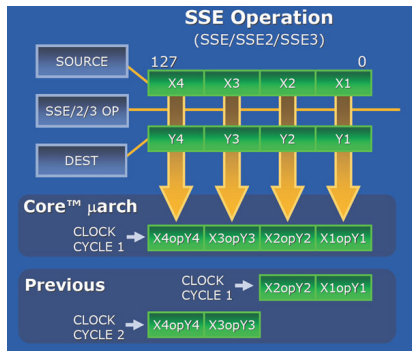 SSE Operation
(SSE/SSE2/SSE3)
SOURCE
127 0
X4 X3 X2 X1
SSE/2/3 OP
Y4 Y3 Y2 Y1
DEST
Core™ µarch
CLOCK
CYCLE 1
X4opY4 X3opY3 X2opY2 X1opY1
Previous
CLOCK
CYCLE 1
X2opY2 X1opY1
CLOCK
CYCLE 2
X4opY4 X3opY3